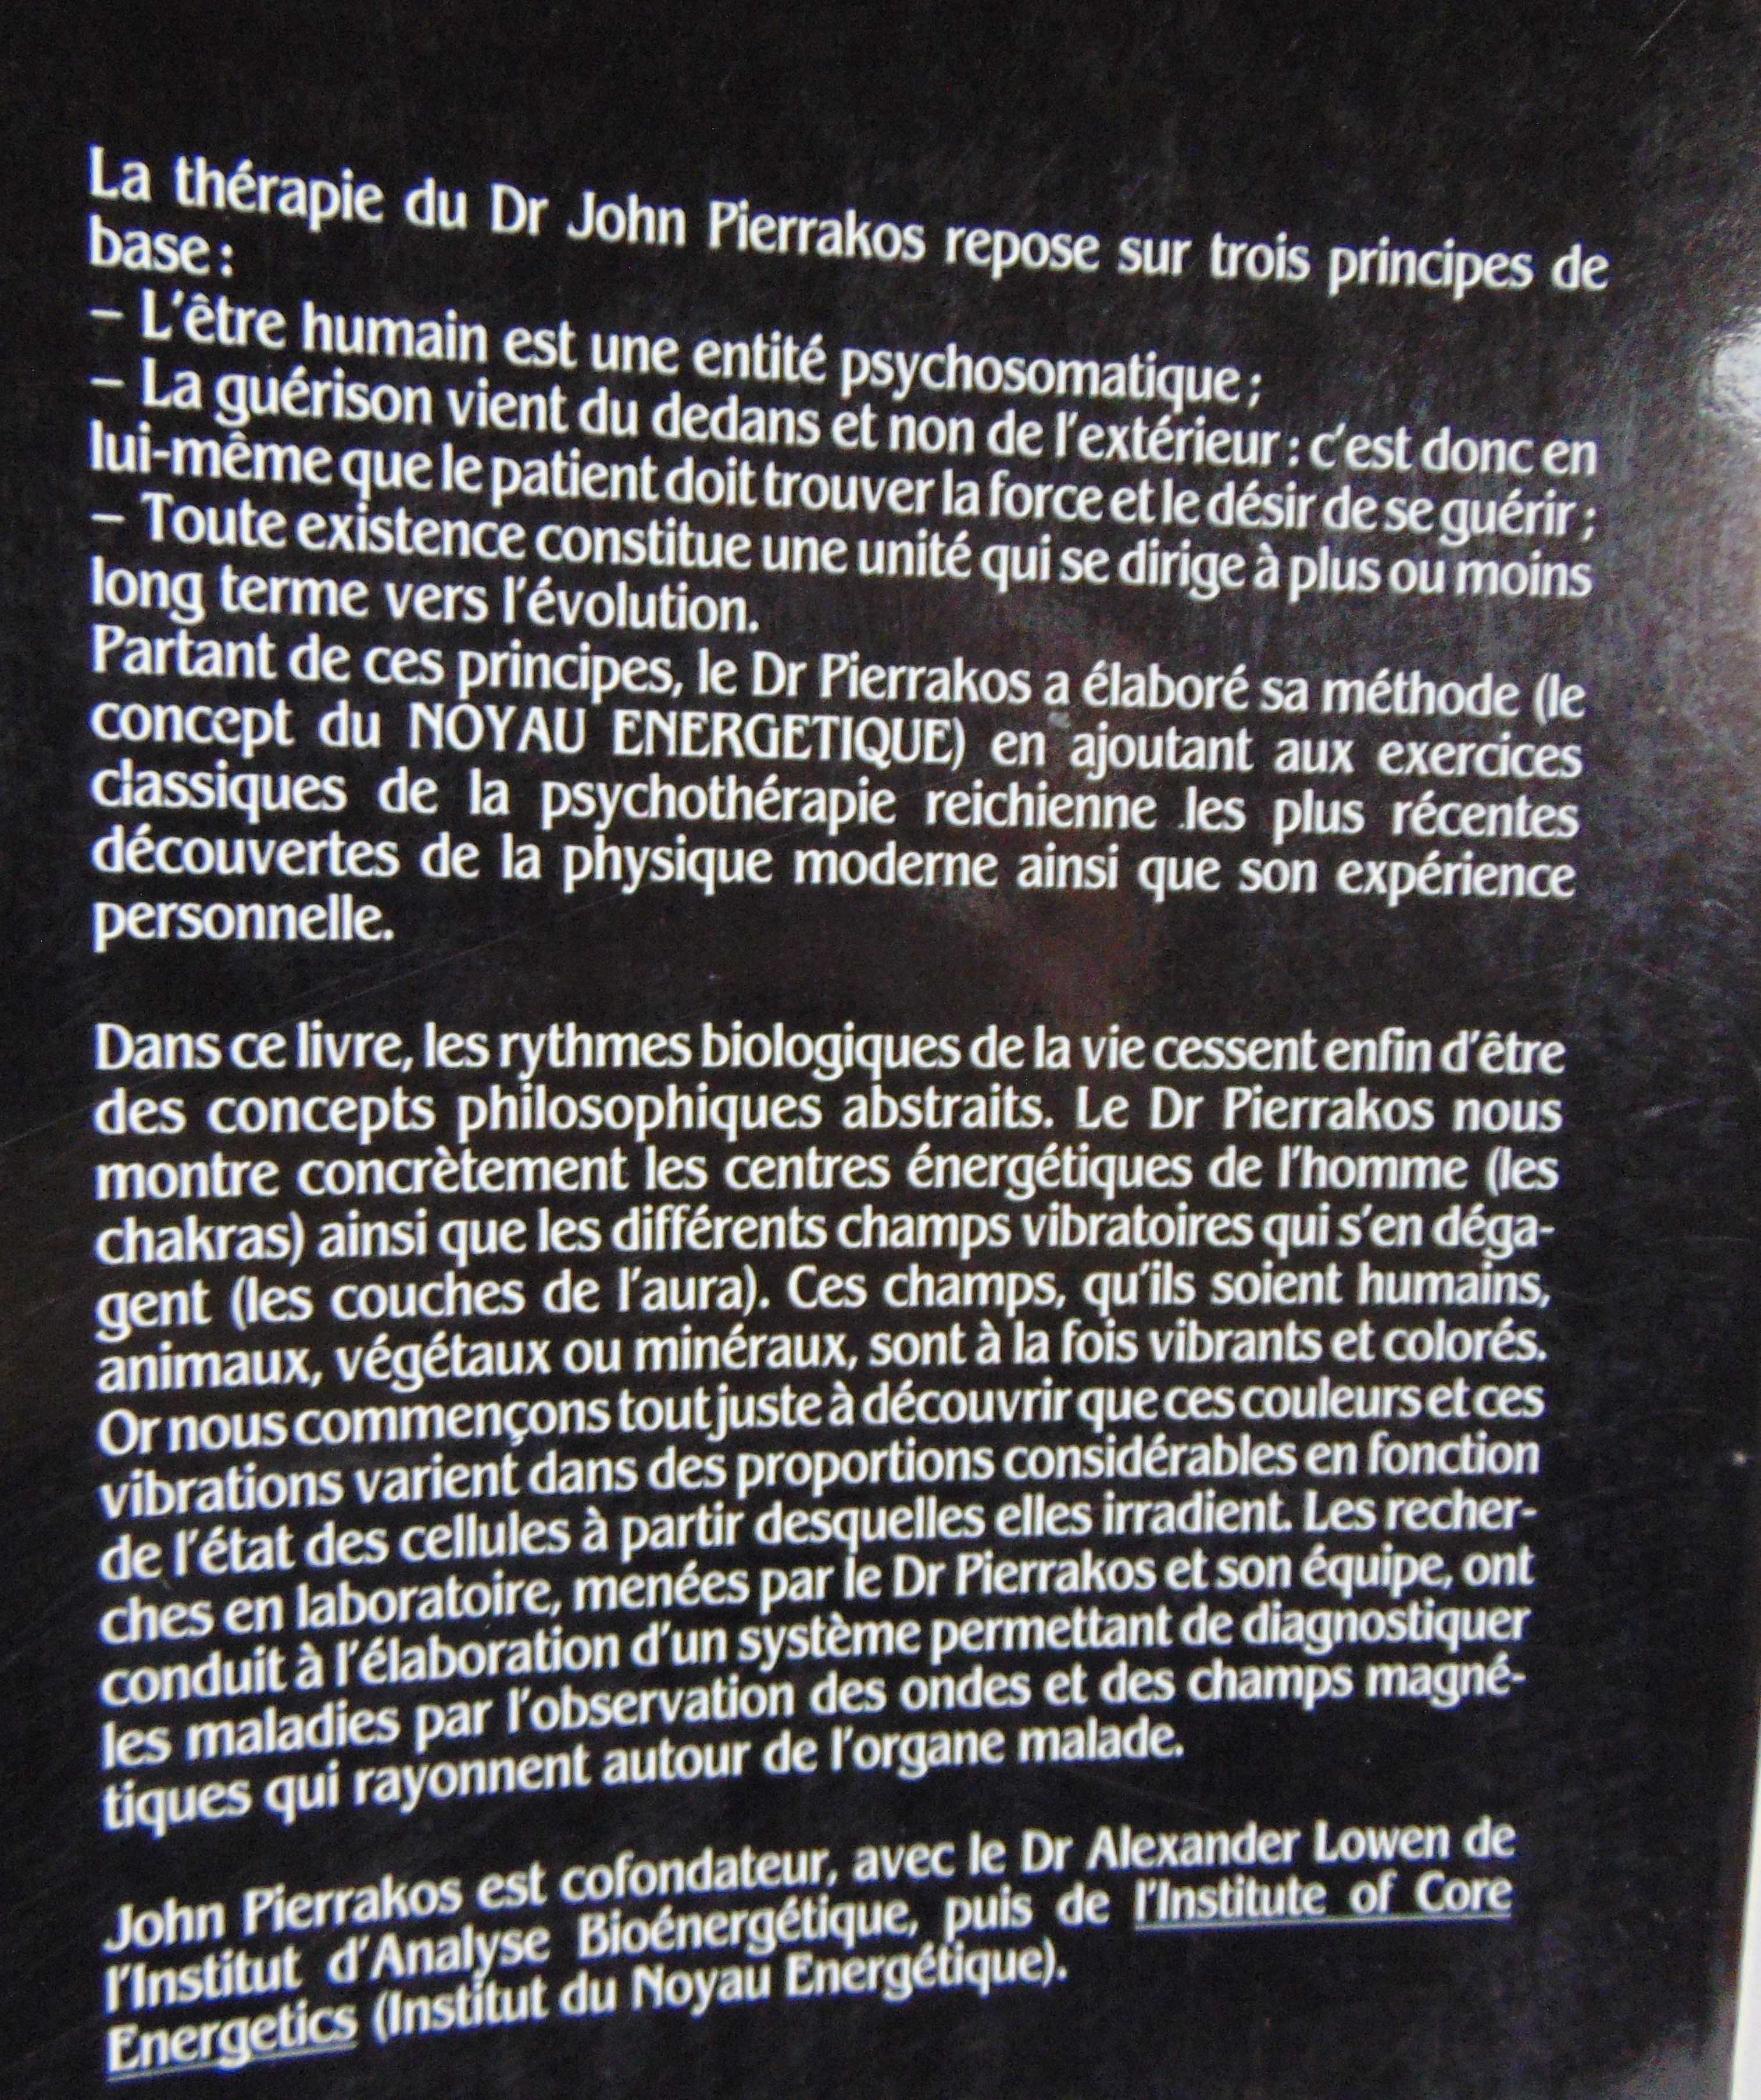 La thérapie du Dr John Pierrakos repose sur trois principes de
base :
– L'être humain est une entité psychosomatique ;
– La guérison vient du dedans et non de l'extérieur : c'est donc en
lui-même que le patient doit trouver la force et le désir de se guérir ;
– Toute existence constitue une unité qui se dirige à plus ou moins
long terme vers l'évolution.
Partant de ces principes, le Dr Pierrakos a élaboré sa méthode (le
concept du NOYAU ENERGETIQUE) en ajoutant aux exercices
classiques de la psychothérapie reichienne les plus récentes
découvertes de la physique moderne ainsi que son expérience
personnelle.
Dans ce livre, les rythmes biologiques de la vie cessent enfin d'être
des concepts philosophiques abstraits. Le Dr Pierrakos nous
montre concrètement les centres énergétiques de l'homme (les
chakras) ainsi que les différents champs vibratoires qui s'en déga-
gent (les couches de l'aura). Ces champs, qu'ils soient humains,
animaux, végétaux ou minéraux, sont à la fois vibrants et colorés.
Or nous commençons tout juste à découvrir que ces couleurs et ces
vibrations varient dans des proportions considérables en fonction
de l'état des cellules à partir desquelles elles irradient. Les recher-
ches en laboratoire, menées par le Dr Pierrakos et son équipe, ont
conduit à l'élaboration d'un système permettant de diagnostiquer
les maladies par l'observation des ondes et des champs magné-
tiques qui rayonnent autour de l'organe malade.
John Pierrakos est cofondateur, avec le Dr Alexander Lowen de
l'Institut d'Analyse Bioénergétique, puis de l'Institute of Core
Energetics (Institut du Noyau Energétique).